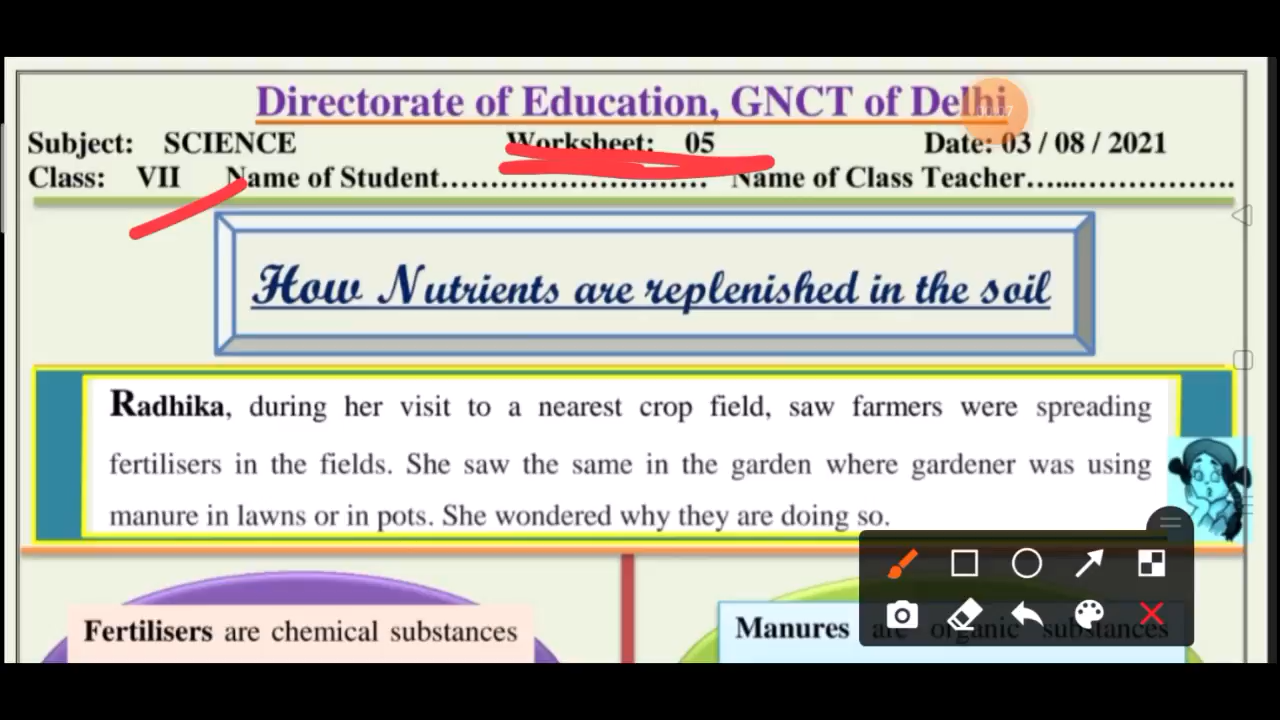 Directorate of Education, GNCT of Delhi
Subject: SCIENCE Worksheet: 05 Date: 03 / 08 / 2021
Class: VII Name of Student........................... Name of Class Teacher.....................
How Nutrients are replenished in the soil
Radhika, during her visit to a nearest crop field, saw farmers were spreading
fertilisers in the fields. She saw the same in the garden where gardener was using
manure in lawns or in pots. She wondered why they are doing so.
Fertilisers are chemical substances
Manures are organic substances